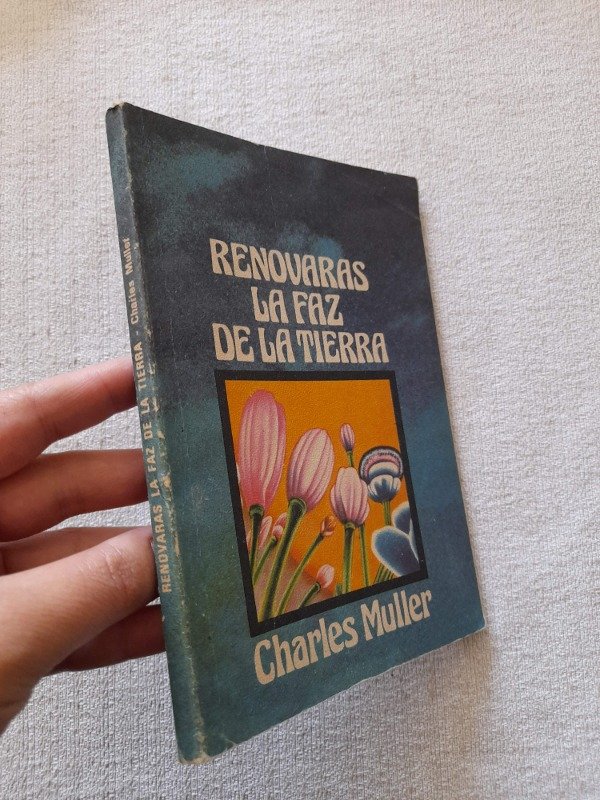 RENOVARAS
LA FAZ
DE LA TIERRA
Charles Muller
RENOVARAS LA FAZ DE LA TIERRA - Charles Muller